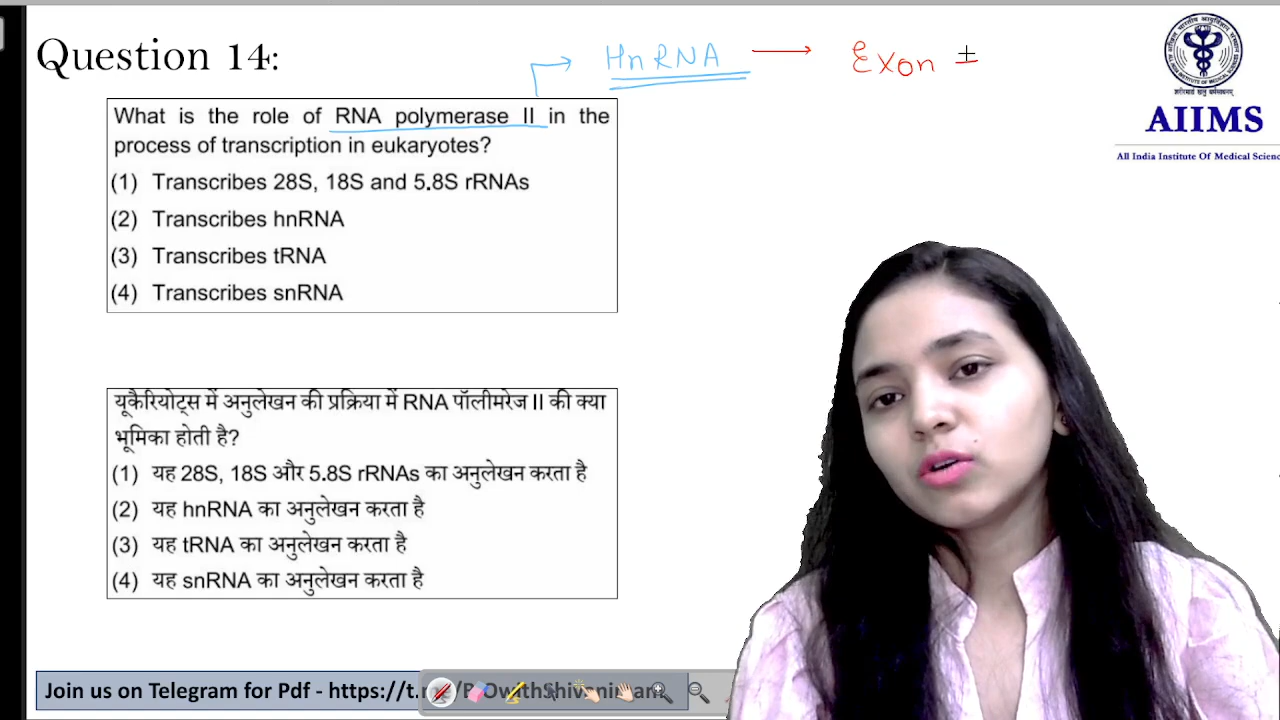 Question 14:
HnRNA → Exon ±
What is the role of RNA polymerase II in the
process of transcription in eukaryotes?
(1) Transcribes 28S, 18S and 5.8S rRNAs
(2) Transcribes hnRNA
(3) Transcribes tRNA
(4) Transcribes snRNA
AIIMS
All India Institute Of Medical Scienc
यूकैरियोट्स में अनुलेखन की प्रक्रिया में RNA पॉलीमरेज II की क्या
भूमिका होती है?
(1) यह 28S, 18S और 5.8S rRNAs का अनुलेखन करता है
(2) यह hnRNA का अनुलेखन करता है
(3) यह tRNA का अनुलेखन करता है
(4) यह snRNA का अनुलेखन करता है
Join us on Telegram for Pdf - https://t.